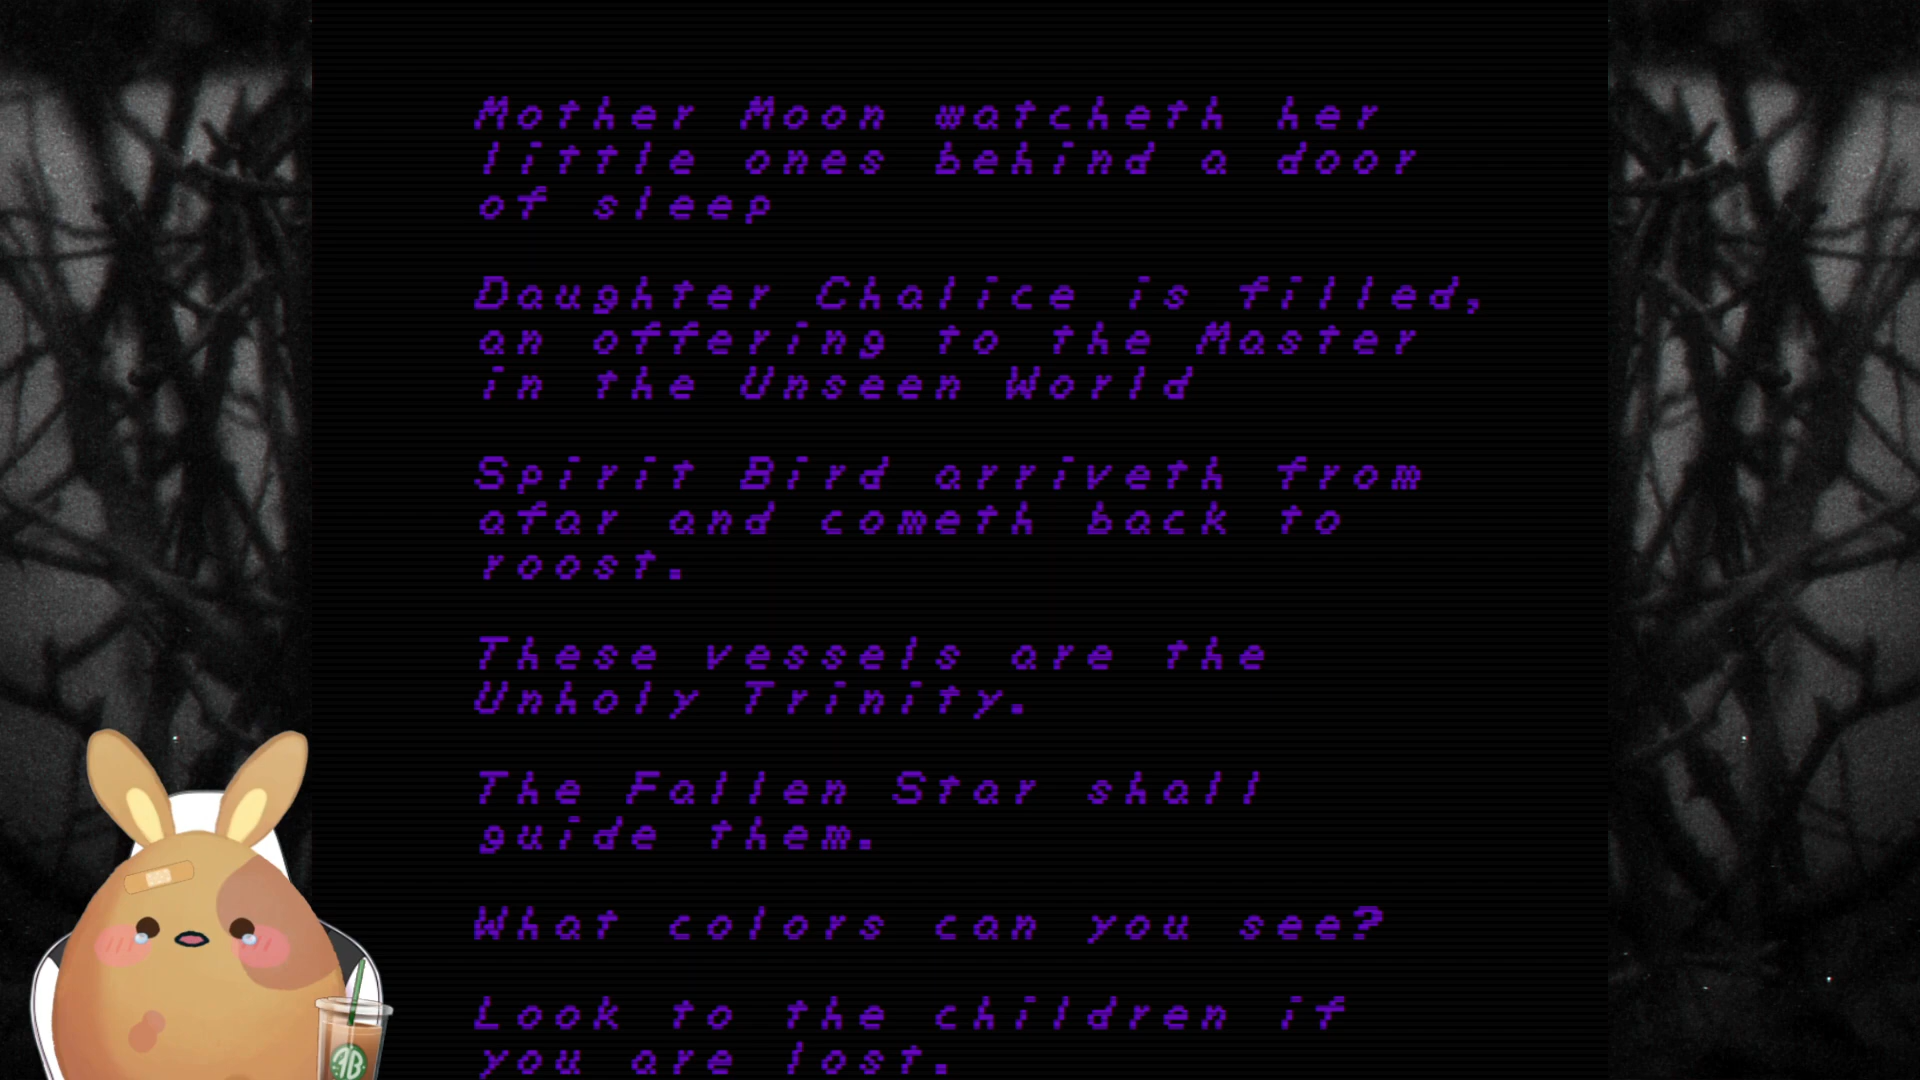 Mother Moon watcheth her
little ones behind a door
of sleep
Daughter Chalice is filled,
an offering to the Master
in the Unseen World
Spirit Bird arriveth from
afar and cometh back to
roost.
These vessels are the
Unholy Trinity.
The Fallen Star shall
guide them.
What colors can you see?
Look to the children if
you are lost.
AB